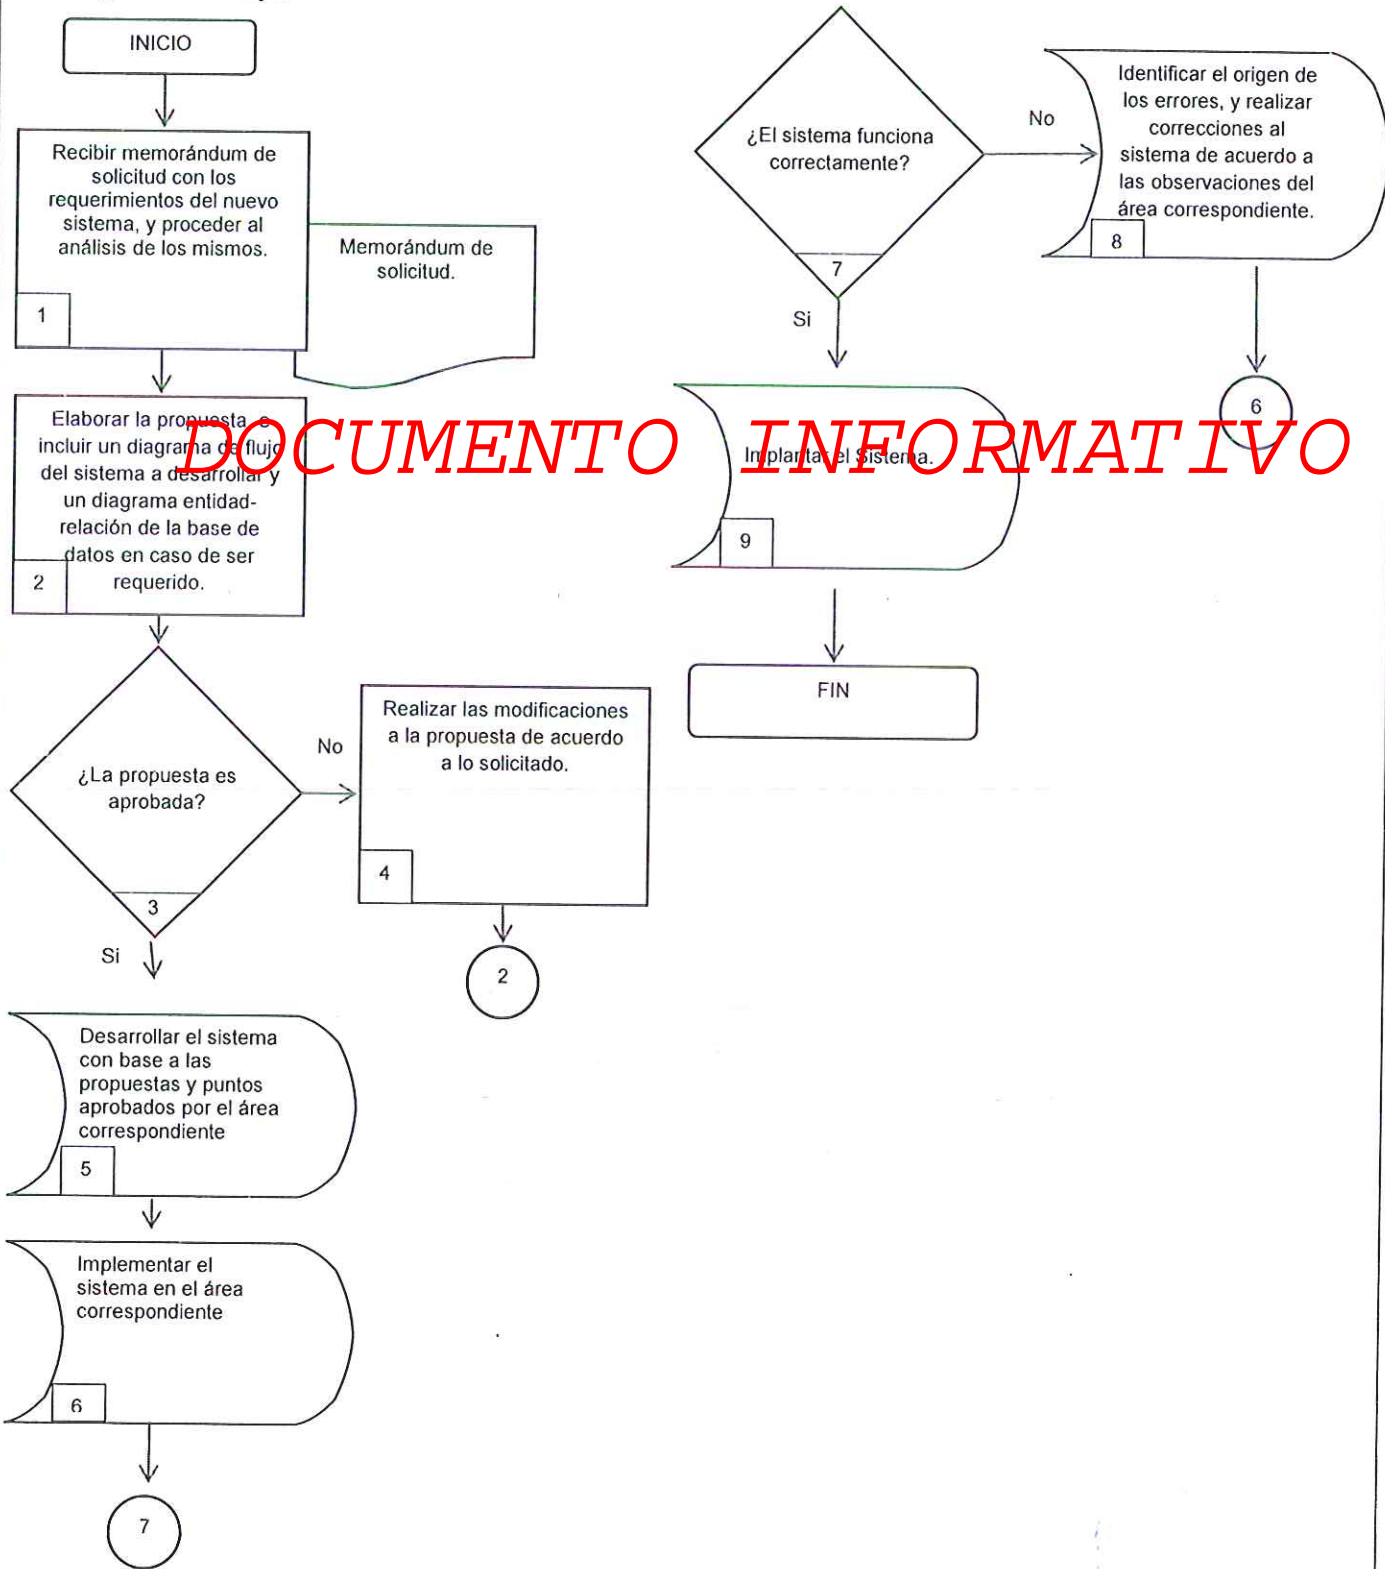 INICIO
Recibir memorándum de
solicitud con los
requerimientos del nuevo
sistema, y proceder al
análisis de los mismos.
1
Memorándum de
solicitud.
Elaborar la propuesta, e
incluir un diagrama de flujo
del sistema a desarrollar y
un diagrama entidad-
relación de la base de
datos en caso de ser
requerido.
2
¿La propuesta es
aprobada?
3
No
Si
Realizar las modificaciones
a la propuesta de acuerdo
a lo solicitado.
4
2
Desarrollar el sistema
con base a las
propuestas y puntos
aprobados por el área
correspondiente
5
Implementar el
sistema en el área
correspondiente
6
7
¿El sistema funciona
correctamente?
7
No
Si
Identificar el origen de
los errores, y realizar
correcciones al
sistema de acuerdo a
las observaciones del
área correspondiente.
8
6
Implantar el Sistema.
9
FIN
DOCUMENTO INFORMATIVO